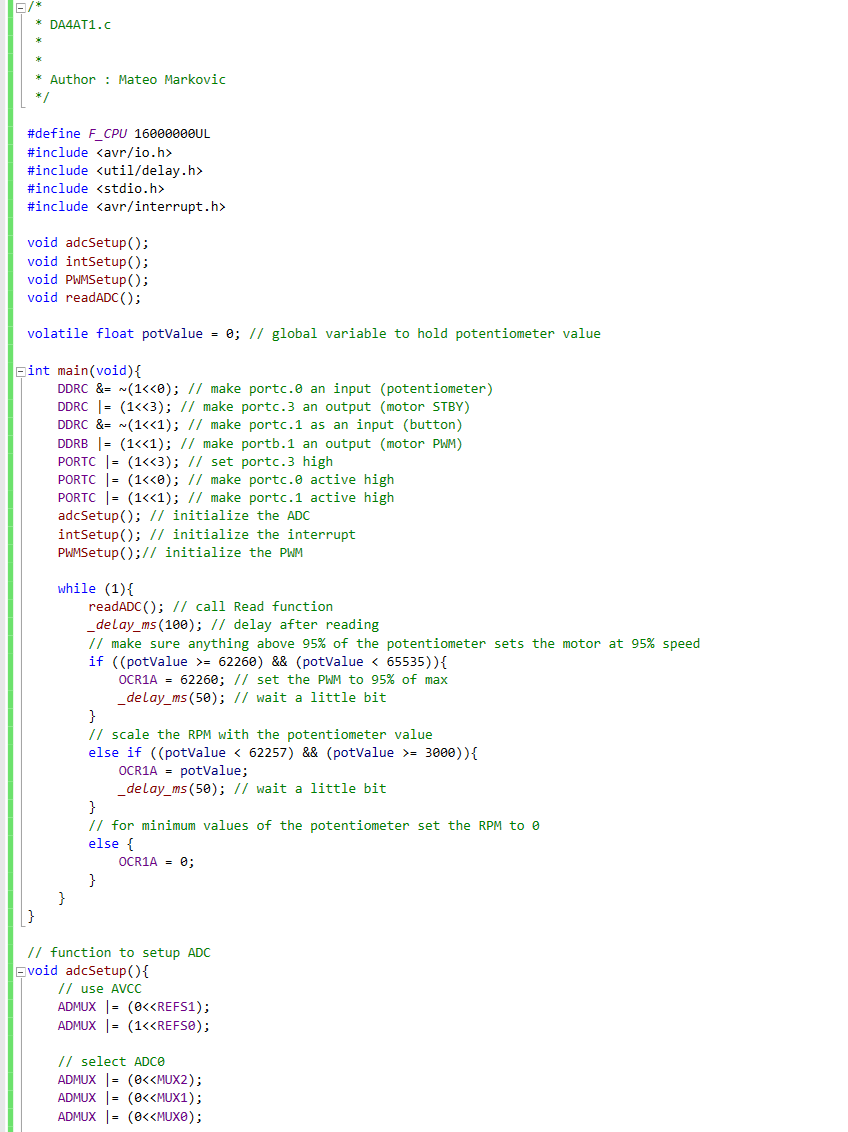 /*
 * DA4AT1.c
 *
 *
 * Author : Mateo Markovic
 */

#define F_CPU 16000000UL
#include <avr/io.h>
#include <util/delay.h>
#include <stdio.h>
#include <avr/interrupt.h>

void adcSetup();
void intSetup();
void PWMSetup();
void readADC();

volatile float potValue = 0; // global variable to hold potentiometer value

int main(void){
    DDRC &= ~(1<<0); // make portc.0 an input (potentiometer)
    DDRC |= (1<<3); // make portc.3 an output (motor STBY)
    DDRC &= ~(1<<1); // make portc.1 as an input (button)
    DDRB |= (1<<1); // make portb.1 an output (motor PWM)
    PORTC |= (1<<3); // set portc.3 high
    PORTC |= (1<<0); // make portc.0 active high
    PORTC |= (1<<1); // make portc.1 active high
    adcSetup(); // initialize the ADC
    intSetup(); // initialize the interrupt
    PWMSetup();// initialize the PWM

    while (1){
        readADC(); // call Read function
        _delay_ms(100); // delay after reading
        // make sure anything above 95% of the potentiometer sets the motor at 95% speed
        if ((potValue >= 62260) && (potValue < 65535)){
            OCR1A = 62260; // set the PWM to 95% of max
            _delay_ms(50); // wait a little bit
        }
        // scale the RPM with the potentiometer value
        else if ((potValue < 62257) && (potValue >= 3000)){
            OCR1A = potValue;
            _delay_ms(50); // wait a little bit
        }
        // for minimum values of the potentiometer set the RPM to 0
        else {
            OCR1A = 0;
        }
    }
}

// function to setup ADC
void adcSetup(){
    // use AVCC
    ADMUX |= (0<<REFS1);
    ADMUX |= (1<<REFS0);

    // select ADC0
    ADMUX |= (0<<MUX2);
    ADMUX |= (0<<MUX1);
    ADMUX |= (0<<MUX0);